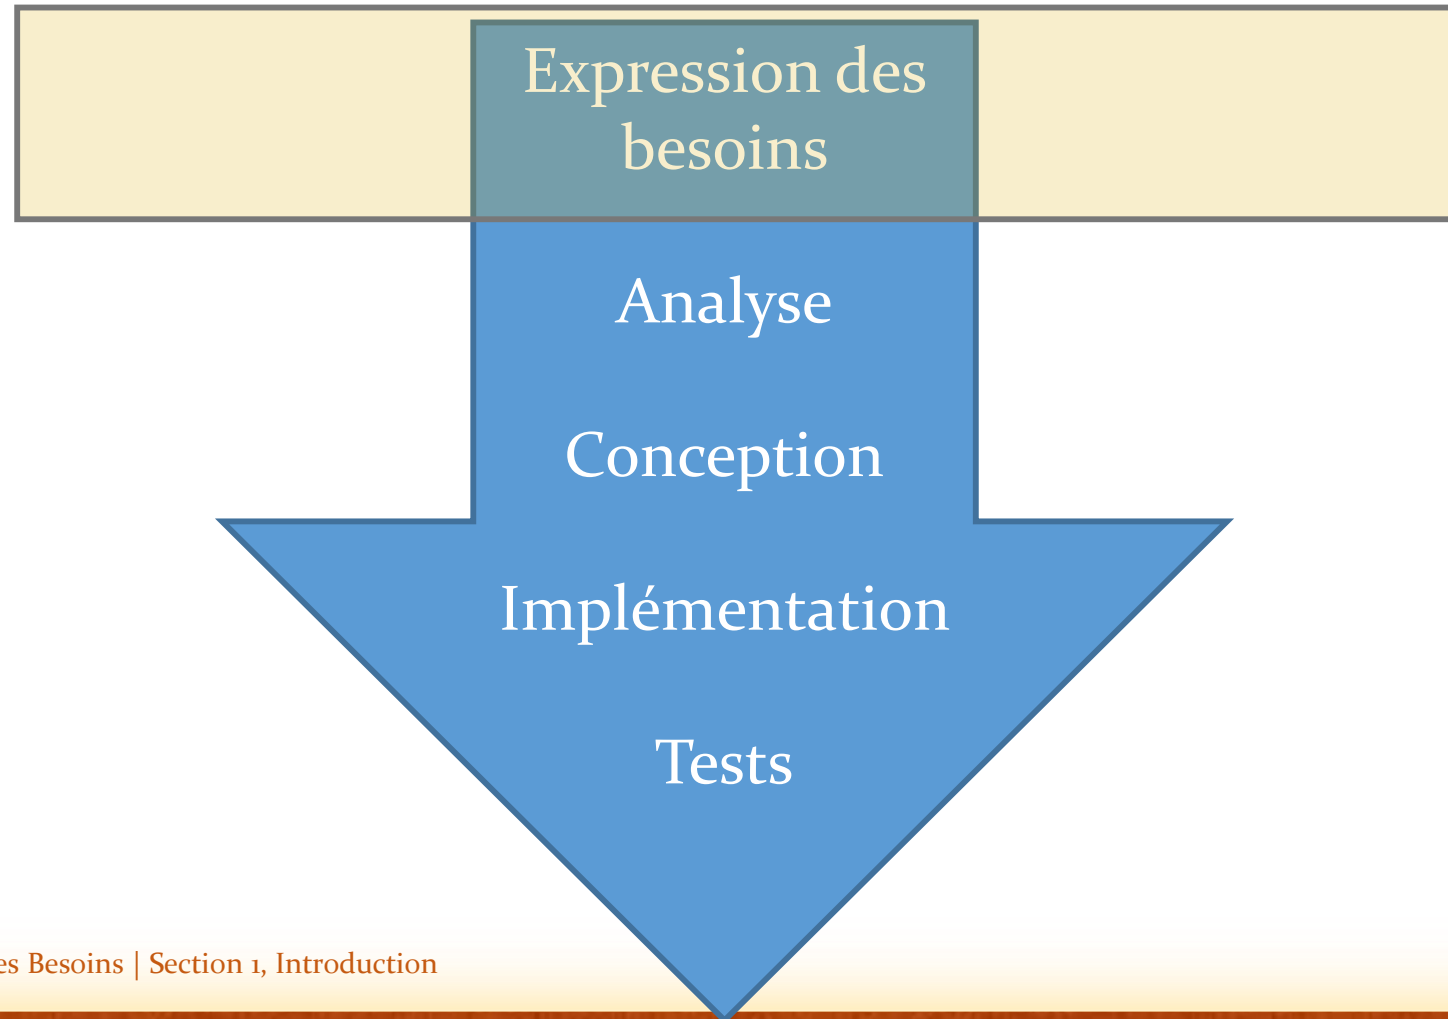 Expression des
besoins
Analyse
Conception
Implémentation
Tests
es Besoins | Section 1, Introduction